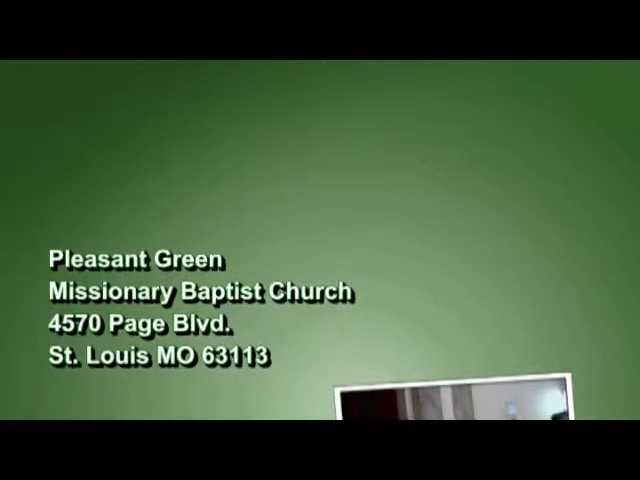 Pleasant Green
Missionary Baptist Church
4570 Page Blvd.
St. Louis MO 63113